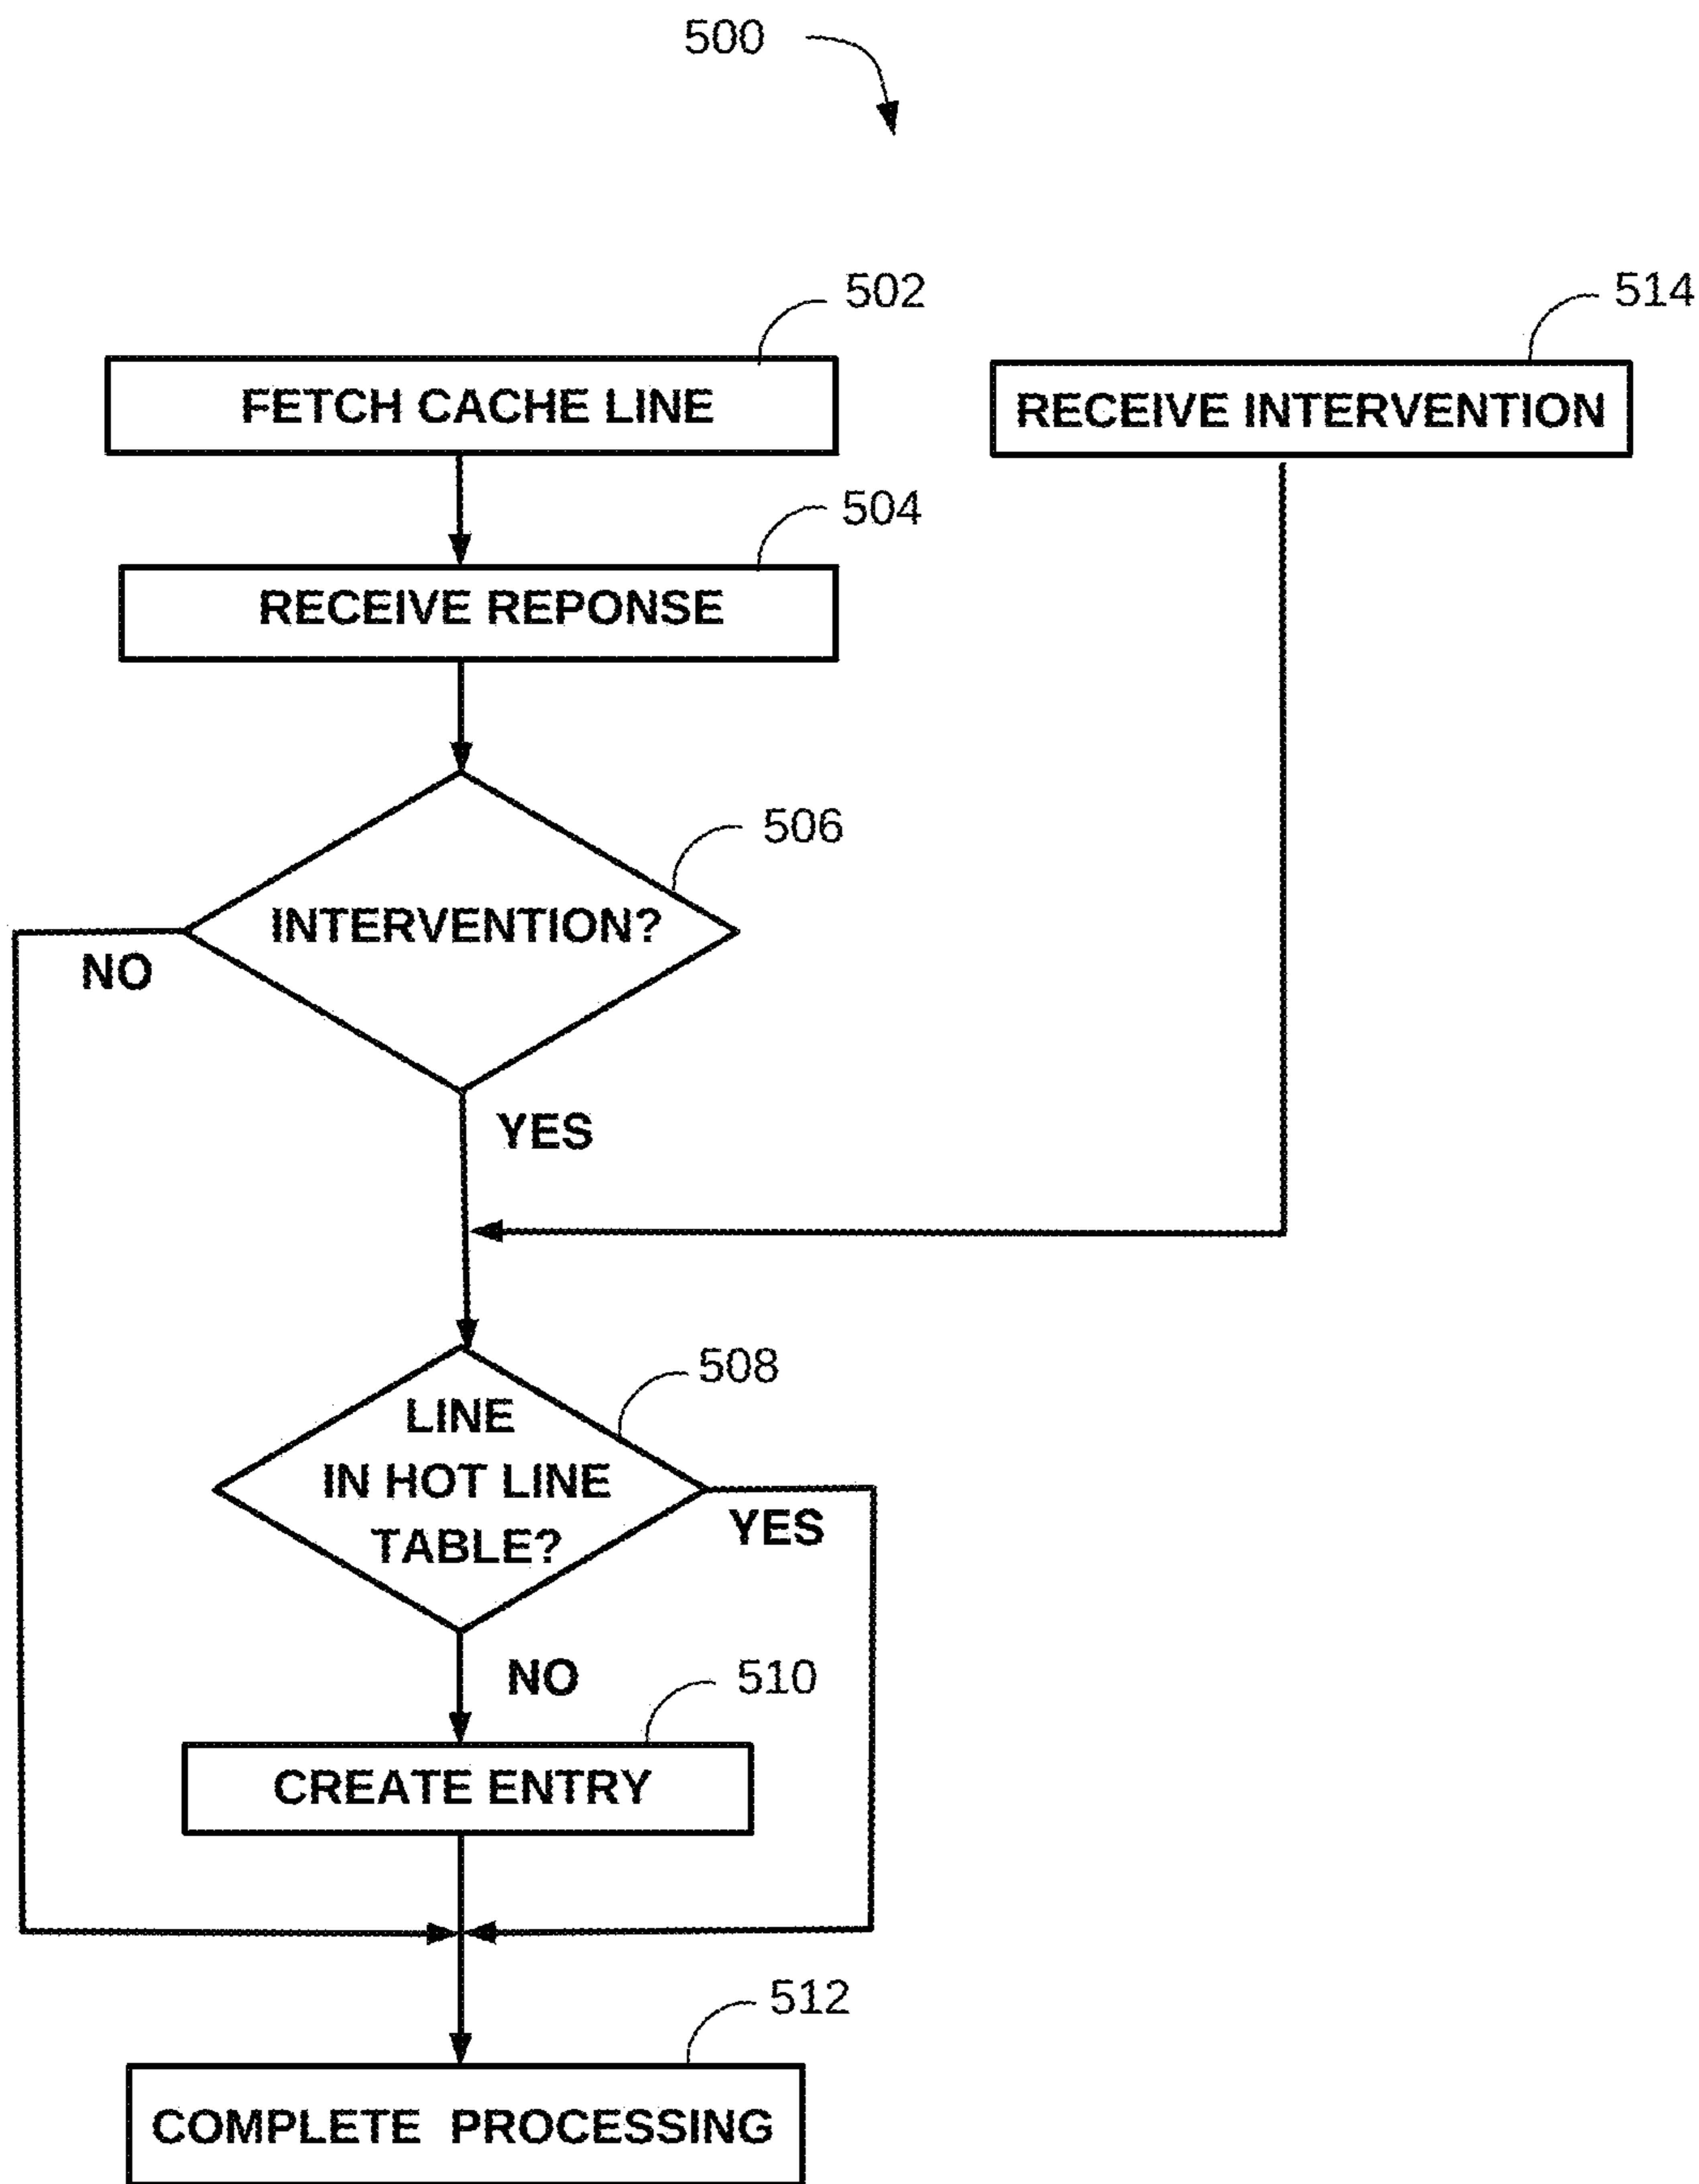 500
502
514
FETCH CACHE LINE
RECEIVE INTERVENTION
504
RECEIVE REPONSE
506
INTERVENTION?
NO
YES
508
LINE
IN HOT LINE
TABLE?
YES
NO
510
CREATE ENTRY
512
COMPLETE PROCESSING